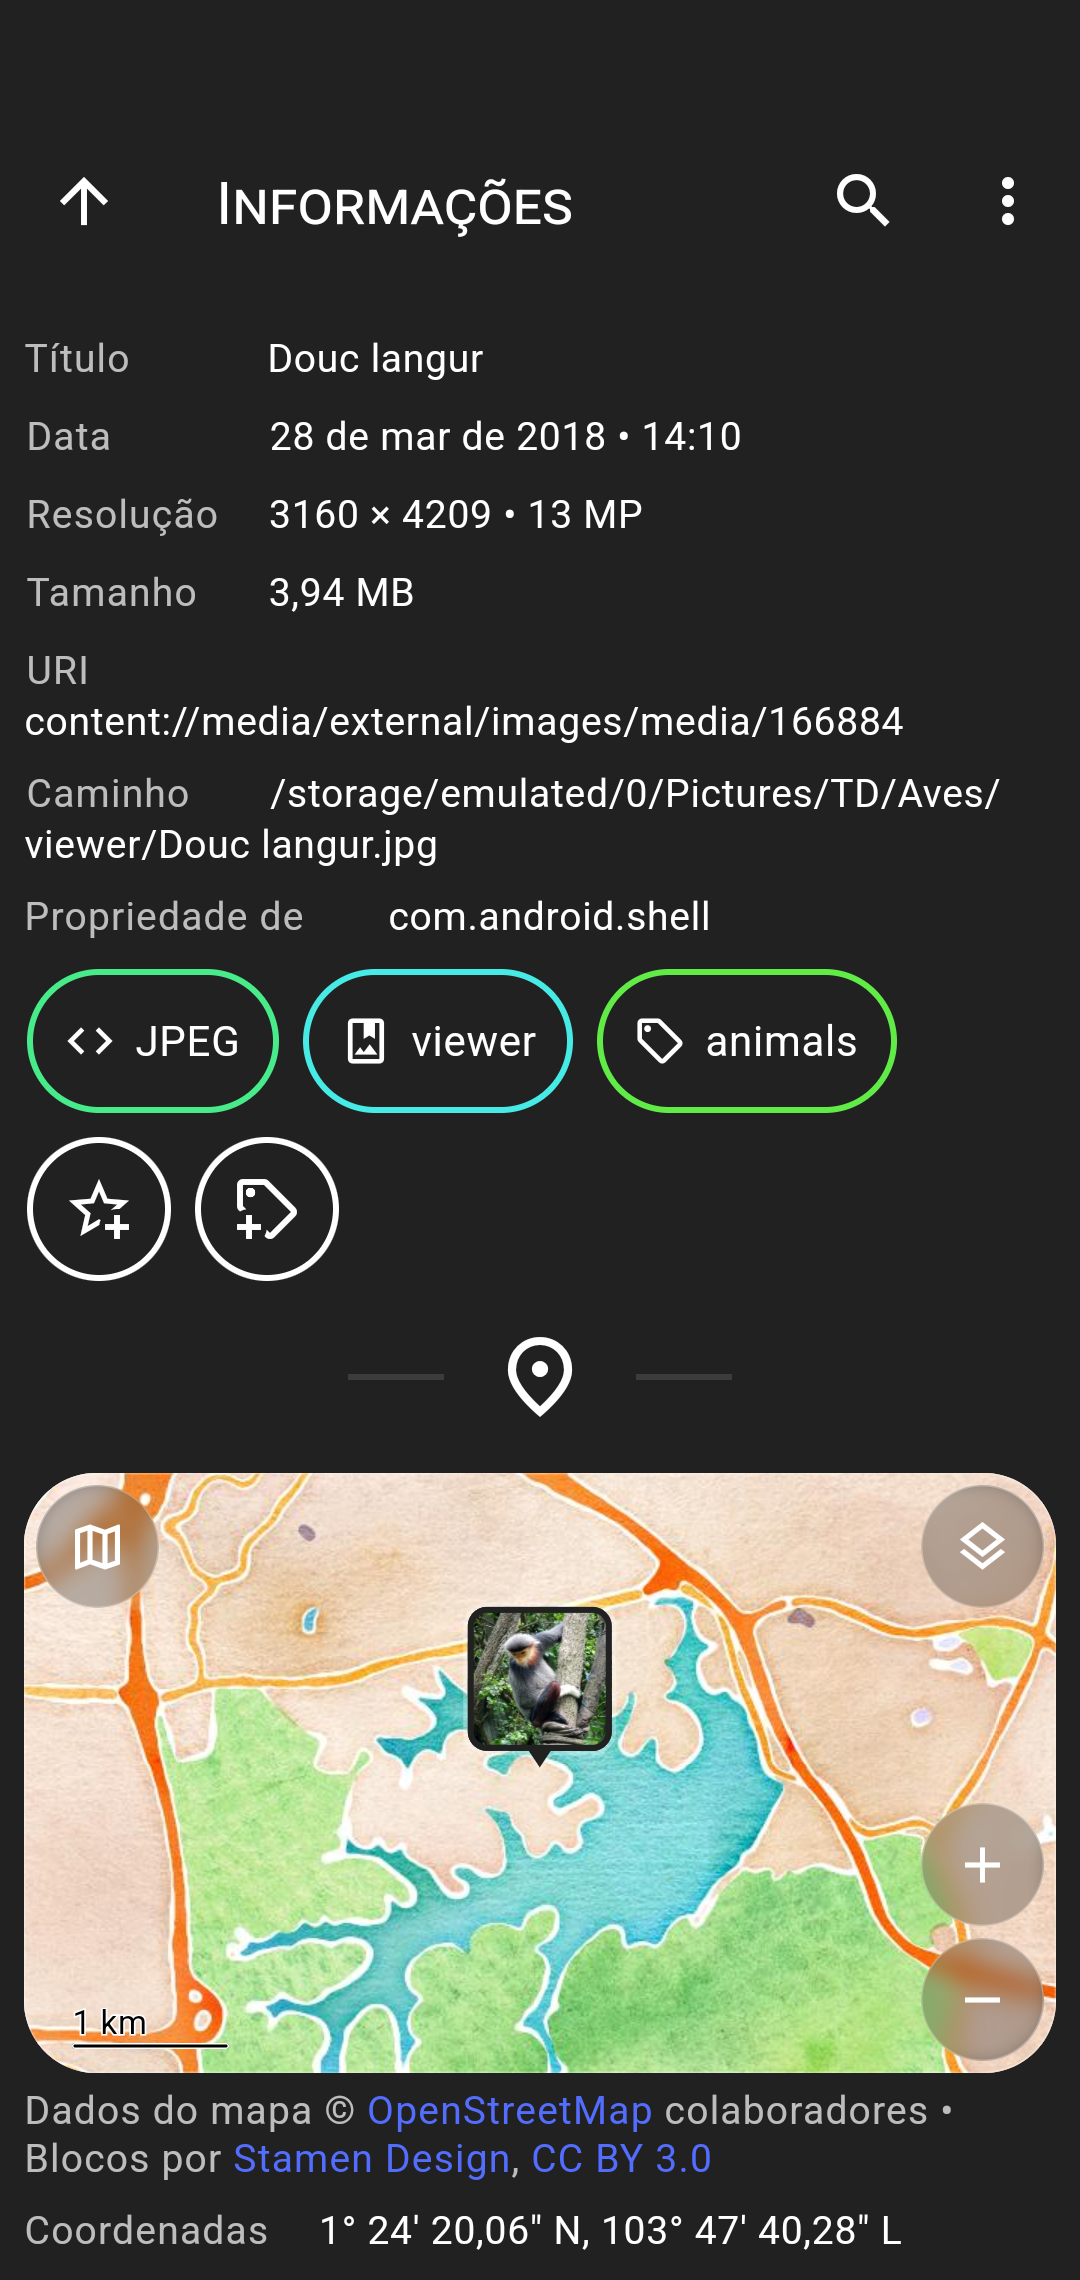 INFORMAÇÕES
Título Douc langur
Data 28 de mar de 2018 • 14:10
Resolução 3160 × 4209 • 13 MP
Tamanho 3,94 MB
URI
content://media/external/images/media/166884
Caminho /storage/emulated/0/Pictures/TD/Aves/
viewer/Douc langur.jpg
Propriedade de com.android.shell
JPEG viewer animals
1 km
Dados do mapa © OpenStreetMap colaboradores •
Blocos por Stamen Design, CC BY 3.0
Coordenadas 1° 24' 20,06" N, 103° 47' 40,28" L